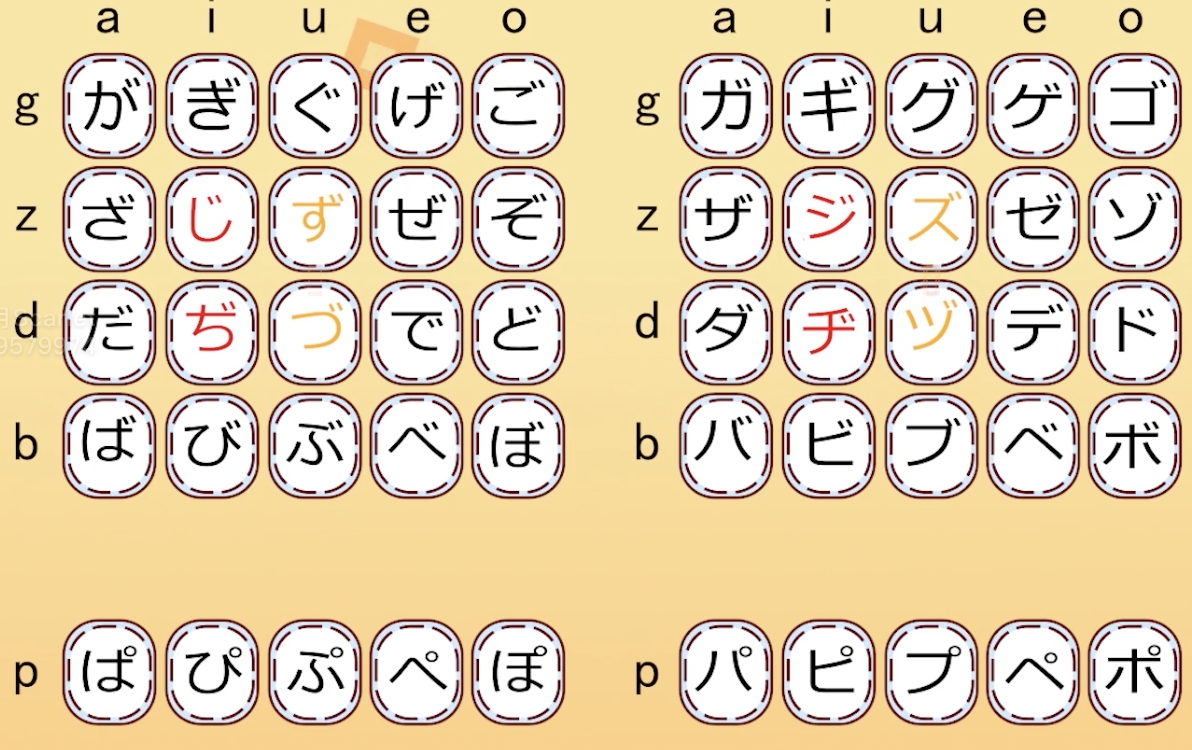 a i u e o a i u e o
g が ぎ ぐ げ ご g ガ ギ グ ゲ ゴ
z ざ じ ず ぜ ぞ z ザ ジ ズ ゼ ゾ
d だ ぢ づ で ど d ダ ヂ ヅ デ ド
b ば び ぶ べ ぼ b バ ビ ブ ベ ボ
p ぱ ぴ ぷ ぺ ぽ p パ ピ プ ペ ポ